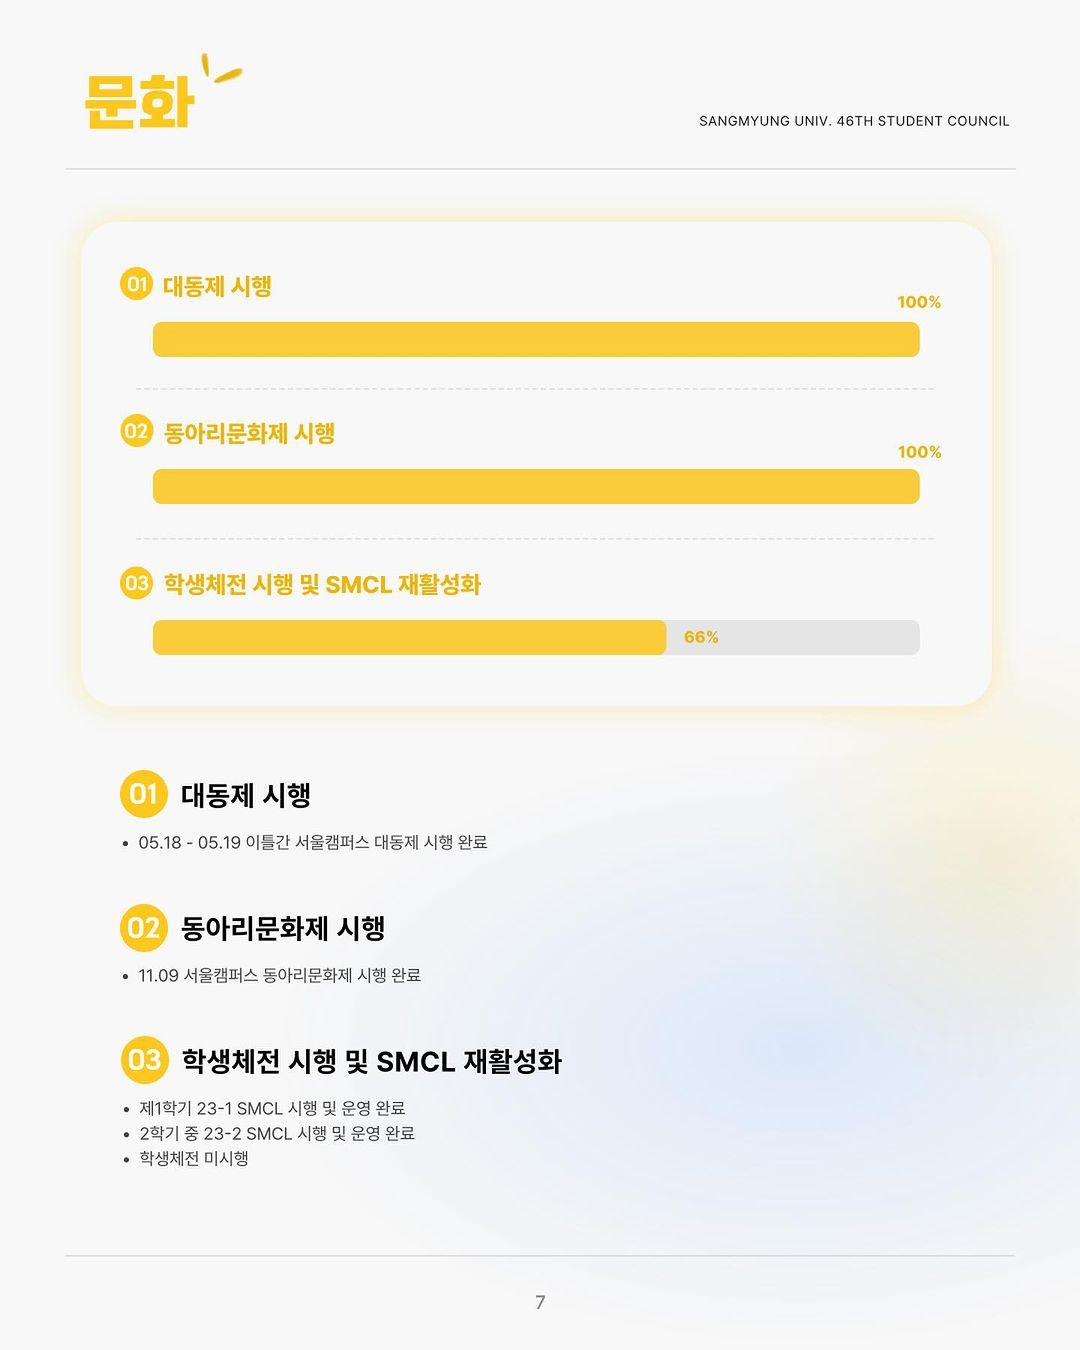 문화
SANGMYUNG UNIV. 46TH STUDENT COUNCIL
01 대동제 시행
100%
02 동아리문화제 시행
100%
03 학생체전 시행 및 SMCL 재활성화
66%
01 대동제 시행
• 05.18 - 05.19 이틀간 서울캠퍼스 대동제 시행 완료
02 동아리문화제 시행
• 11.09 서울캠퍼스 동아리문화제 시행 완료
03 학생체전 시행 및 SMCL 재활성화
• 제1학기 23-1 SMCL 시행 및 운영 완료
• 2학기 중 23-2 SMCL 시행 및 운영 완료
• 학생체전 미시행
7